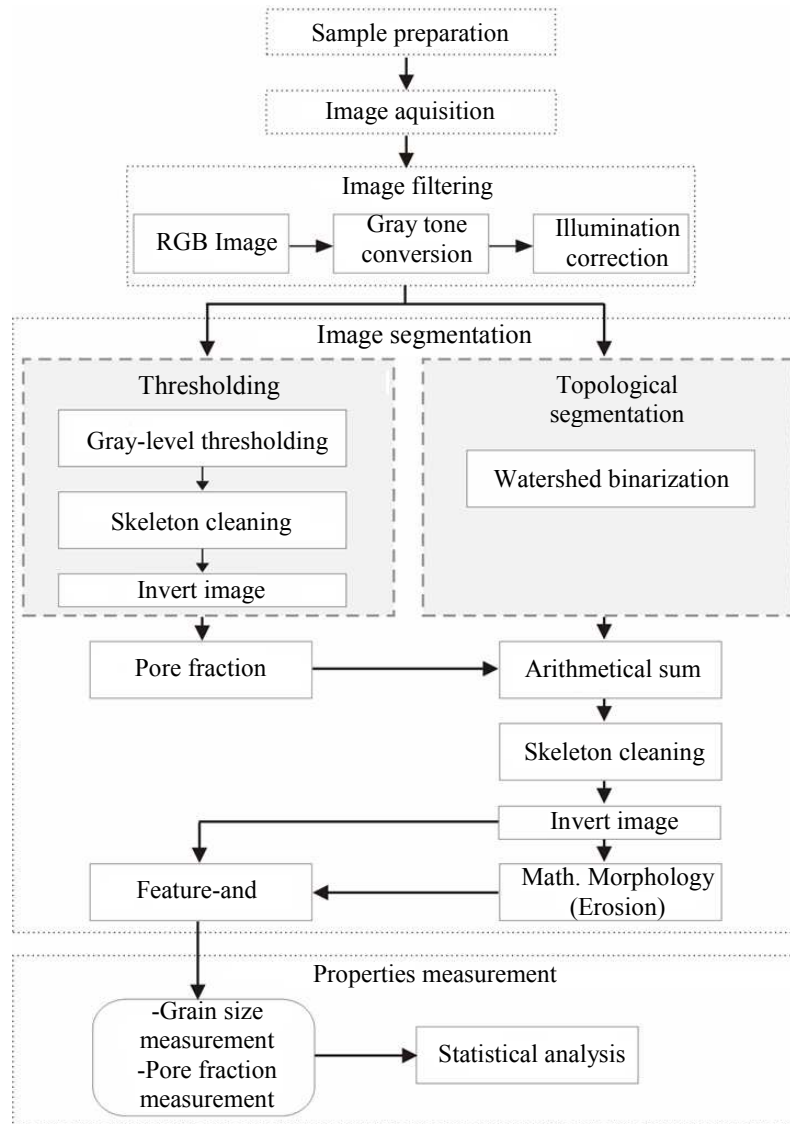 Sample preparation
Image aquisition
Image filtering
RGB Image
Gray tone
conversion
Illumination
correction
Image segmentation
Thresholding
Gray-level thresholding
Skeleton cleaning
Invert image
Topological
segmentation
Watershed binarization
Pore fraction
Arithmetical sum
Skeleton cleaning
Invert image
Feature-and
Math. Morphology
(Erosion)
Properties measurement
-Grain size
measurement
-Pore fraction
measurement
Statistical analysis